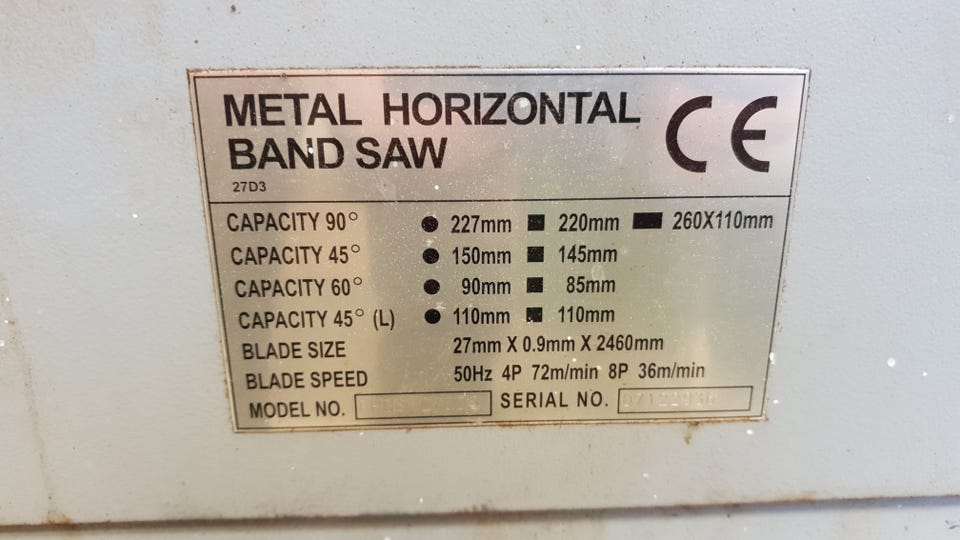 METAL HORIZONTAL
BAND SAW
CE
27D3
CAPACITY 90° ● 227mm ■ 220mm ▬ 260X110mm
CAPACITY 45° ● 150mm ■ 145mm
CAPACITY 60° ● 90mm ■ 85mm
CAPACITY 45° (L) ● 110mm ■ 110mm
BLADE SIZE 27mm X 0.9mm X 2460mm
BLADE SPEED 50Hz 4P 72m/min 8P 36m/min
MODEL NO. SERIAL NO.